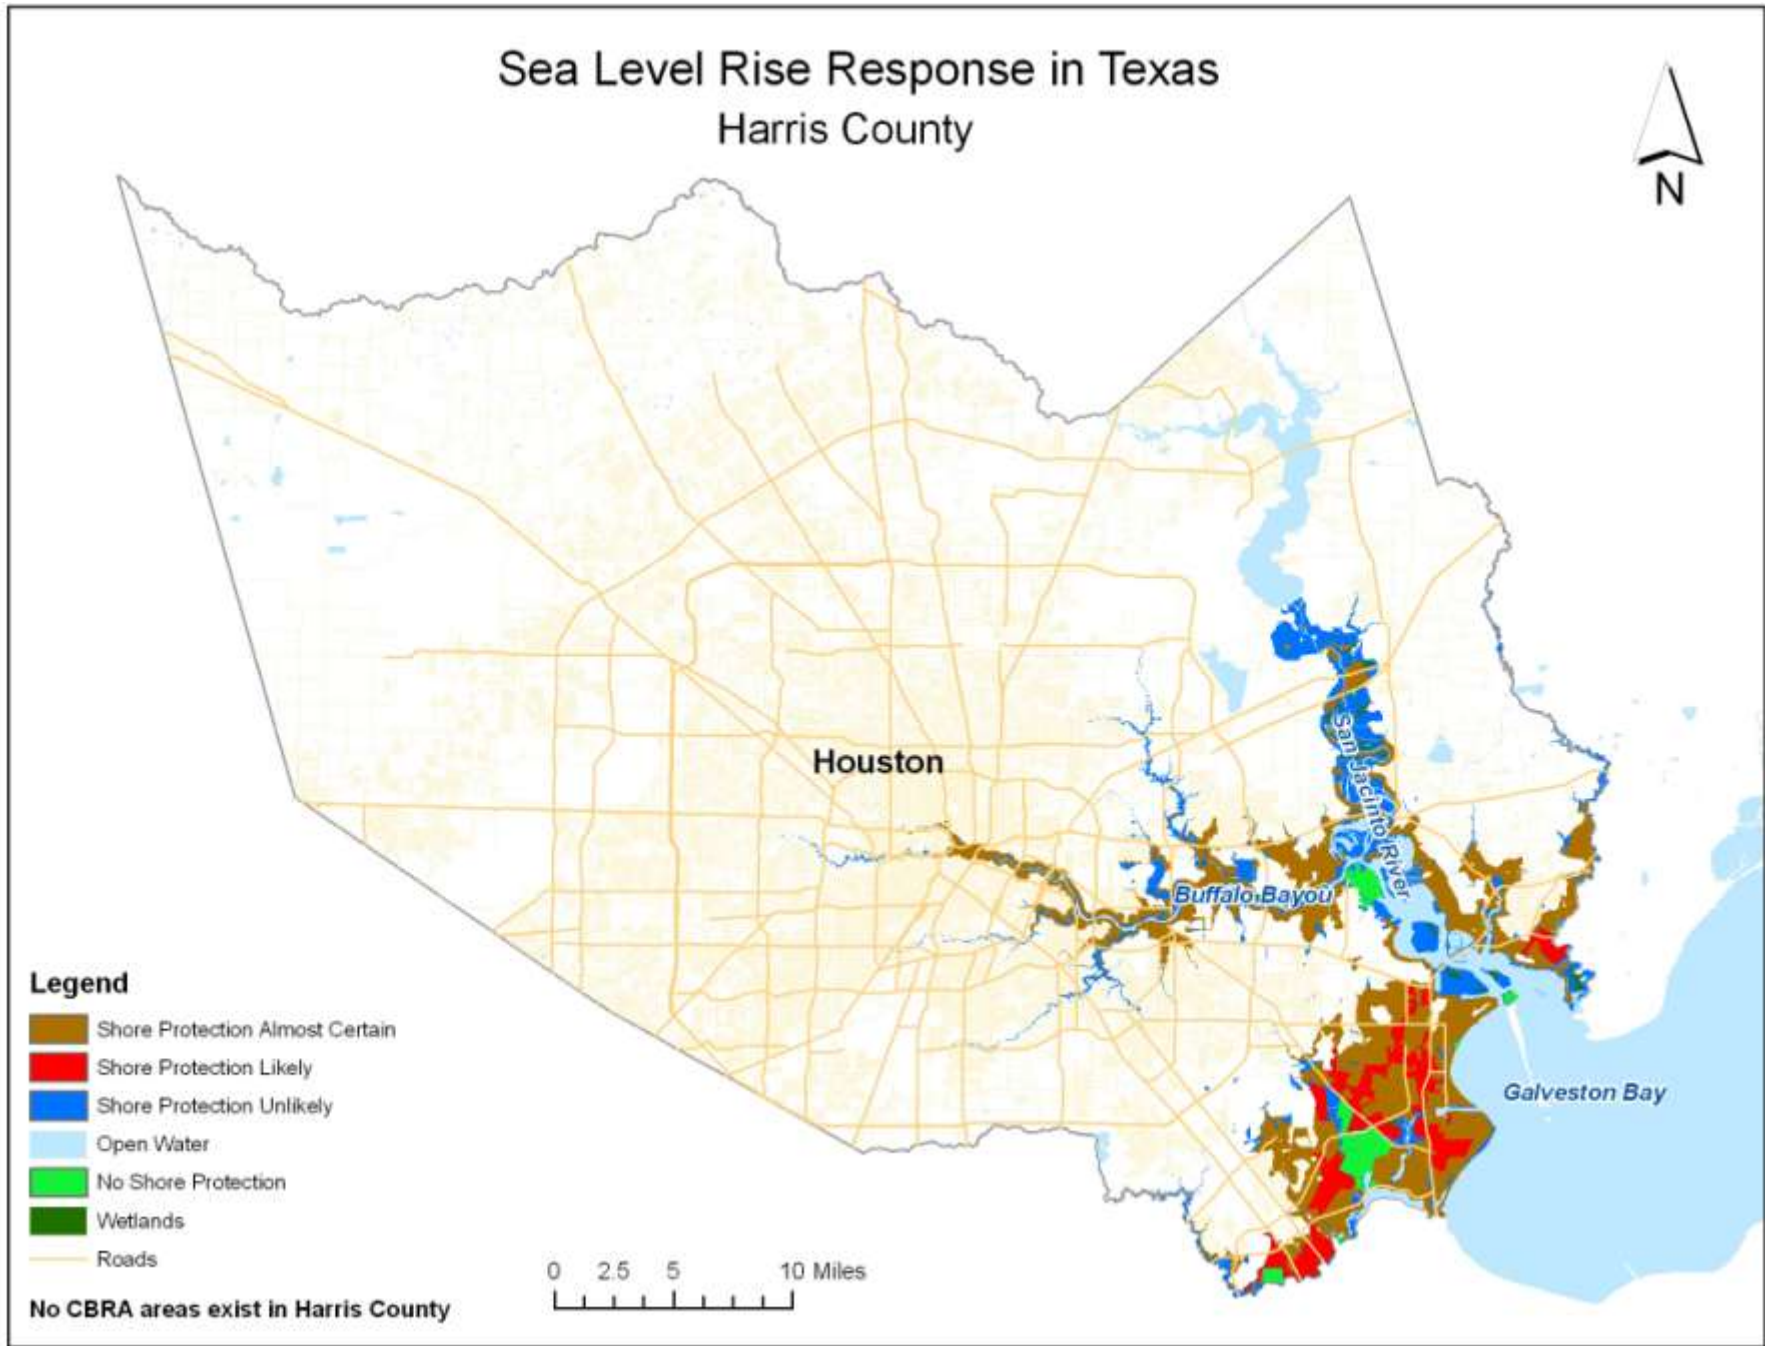 Sea Level Rise Response in Texas
Harris County
N
Houston
San Jacinto River
Buffalo Bayou
Galveston Bay
Legend
Shore Protection Almost Certain
Shore Protection Likely
Shore Protection Unlikely
Open Water
No Shore Protection
Wetlands
Roads
0 2.5 5 10 Miles
No CBRA areas exist in Harris County